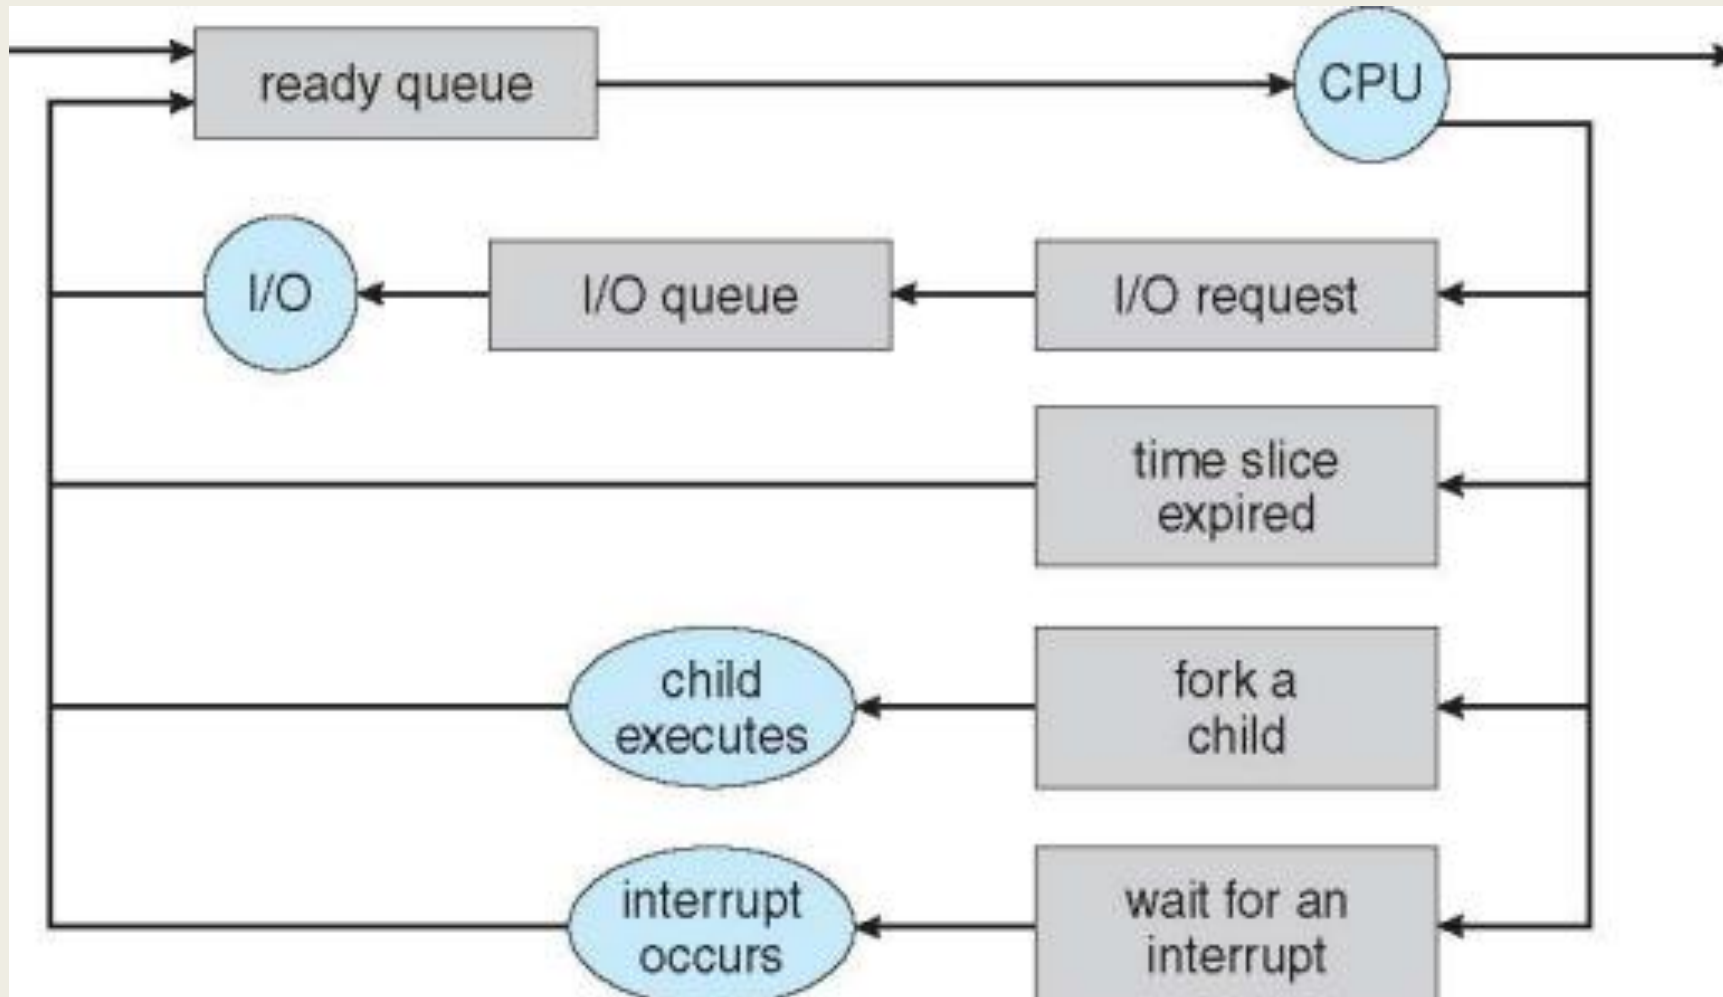 ready queue
CPU
I/O
I/O queue
I/O request
time slice
expired
child
executes
fork a
child
interrupt
occurs
wait for an
interrupt